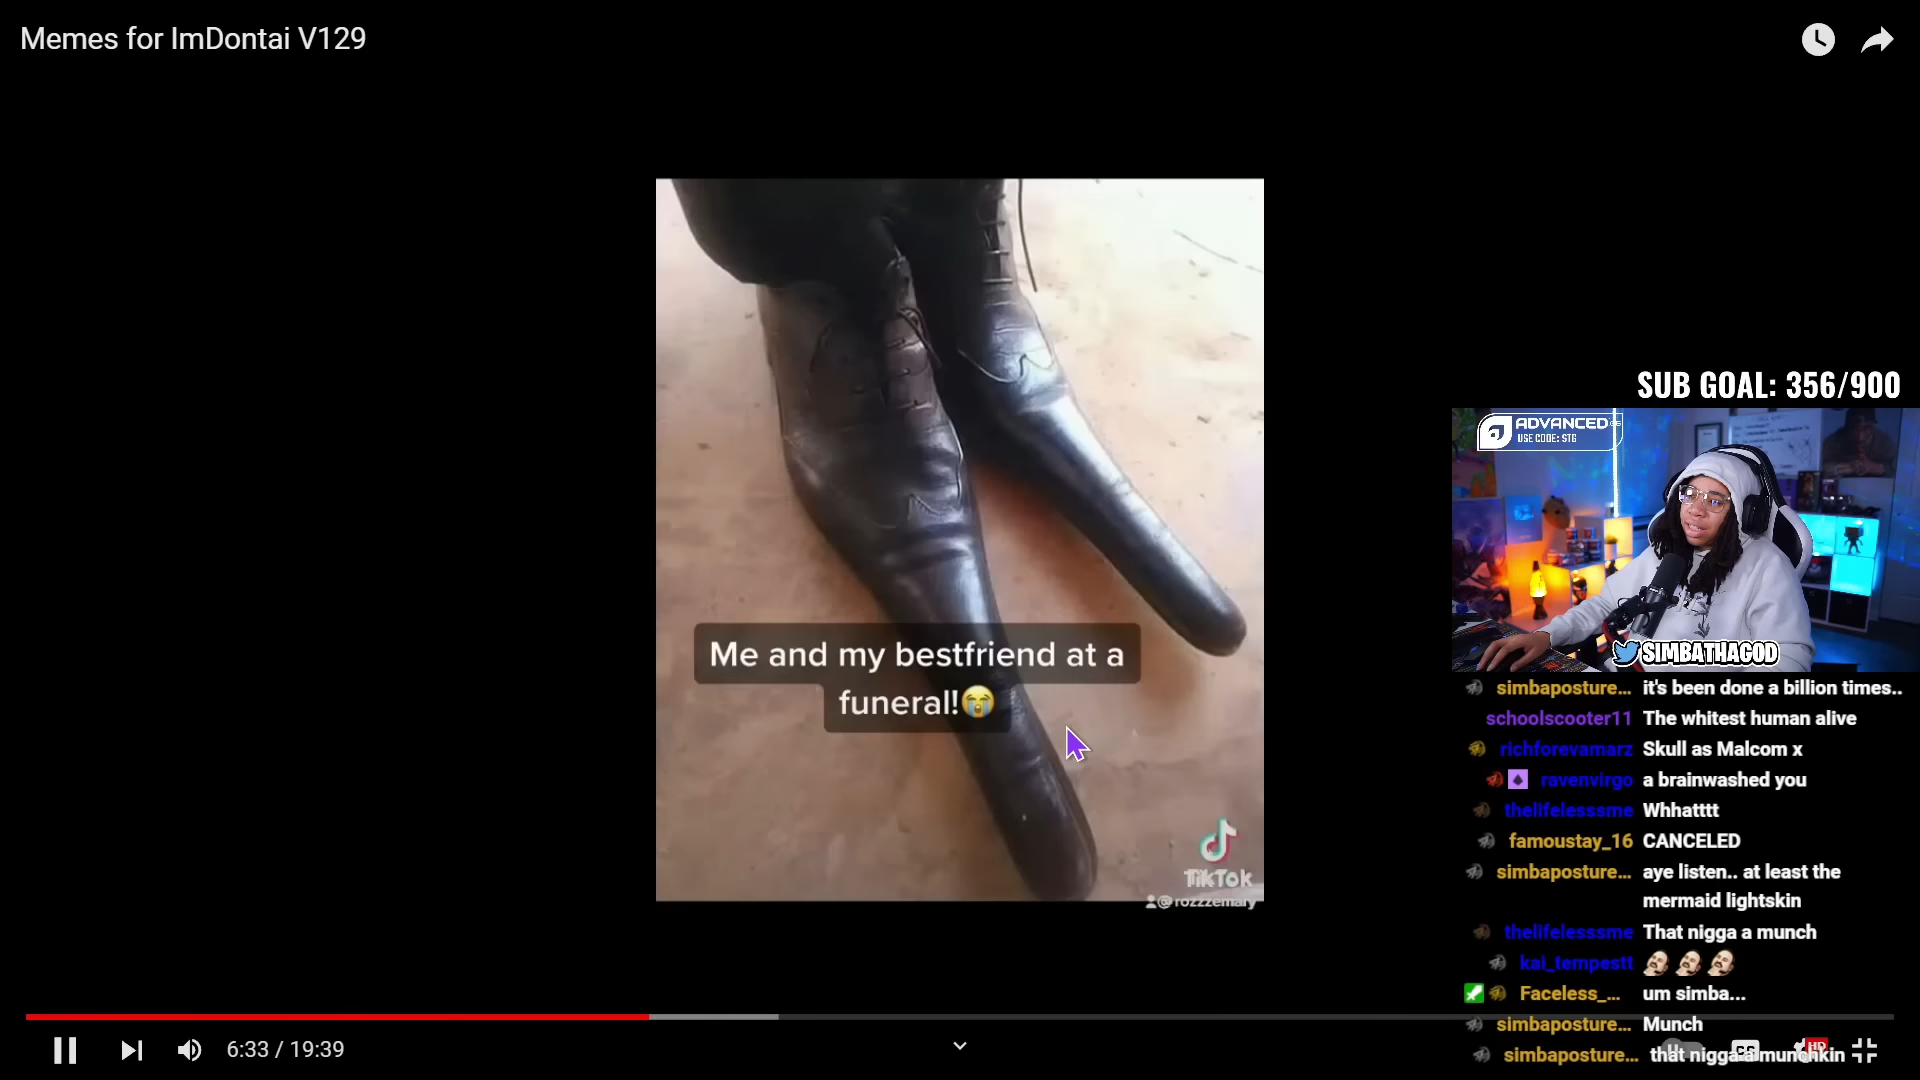 Memes for ImDontai V129
Me and my bestfriend at a
funeral!😭
TikTok
@rozzzemary
SUB GOAL: 356/900
ADVANCED
USE CODE: STG
SIMBATHAGOD
simbaposture... it's been done a billion times..
schoolscooter11 The whitest human alive
richforevamarz Skull as Malcom x
ravenvirgo a brainwashed you
thelifelesssme Whhatttt
famoustay_16 CANCELED
simbaposture... aye listen.. at least the
mermaid lightskin
thelifelesssme That nigga a munch
kai_tempestt
Faceless_... um simba...
simbaposture... Munch
simbaposture... that nigga a munchkin
6:33 / 19:39
HD